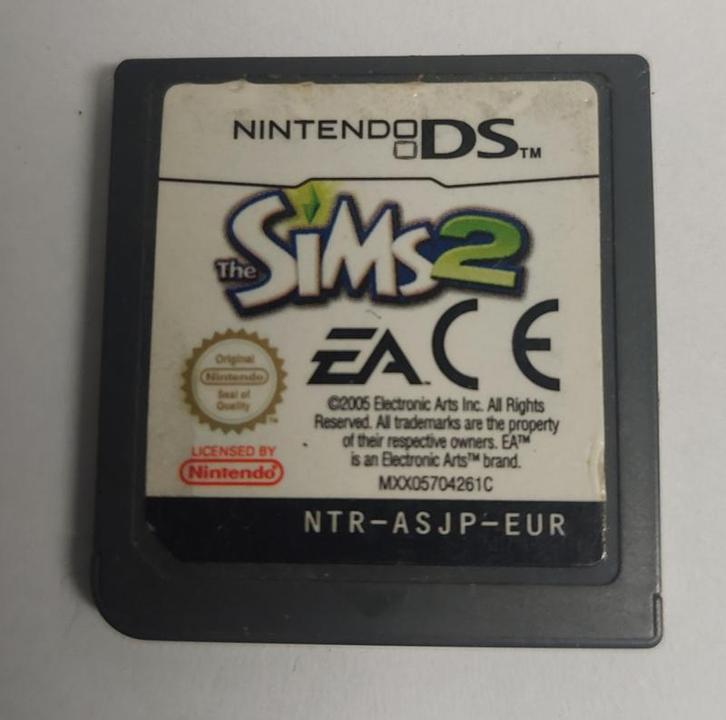 NINTENDO DS™
The SiMS 2
EA™ CE
Original
Nintendo
Seal of
Quality ™
©2005 Electronic Arts Inc. All Rights
Reserved. All trademarks are the property
of their respective owners. EA™
is an Electronic Arts™ brand.
LICENSED BY
Nintendo
MXX05704261C
NTR-ASJP-EUR